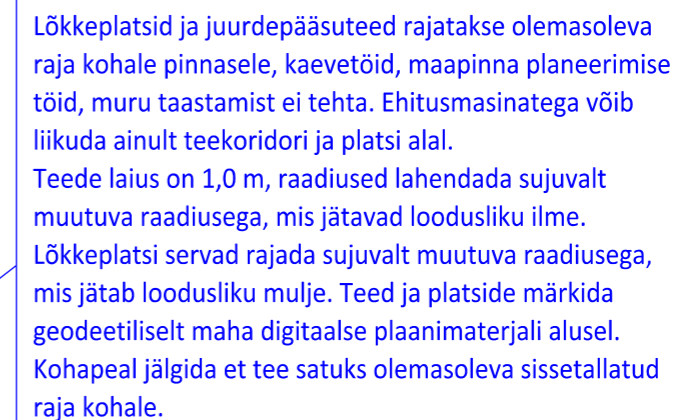 Lõkkeplatsid ja juurdepääsuteed rajatakse olemasoleva
raja kohale pinnasele, kaevetöid, maapinna planeerimise
töid, muru taastamist ei tehta. Ehitusmasinatega võib
liikuda ainult teekoridori ja platsi alal.
Teede laius on 1,0 m, raadiused lahendada sujuvalt
muutuva raadiusega, mis jätavad loodusliku ilme.
Lõkkeplatsi servad rajada sujuvalt muutuva raadiusega,
mis jätab loodusliku mulje. Teed ja platside märkida
geodeetiliselt maha digitaalse plaanimaterjali alusel.
Kohapeal jälgida et tee satuks olemasoleva sissetallatud
raja kohale.